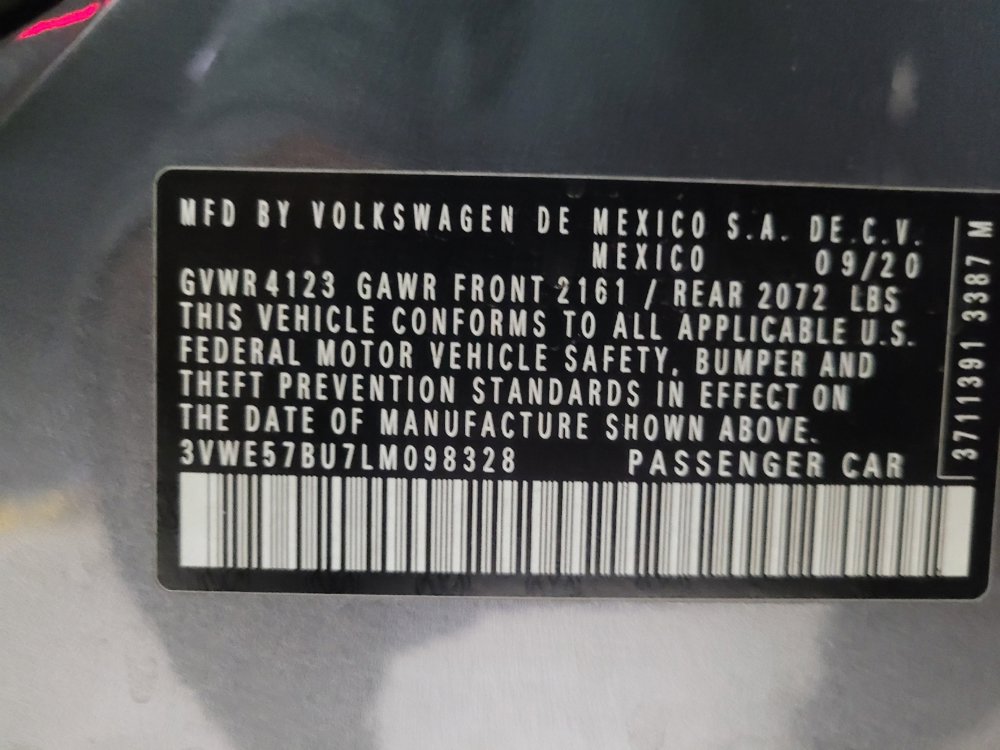 MFD BY VOLKSWAGEN DE MEXICO S.A. DE.C.V.
MEXICO 09/20
GVWR4123 GAWR FRONT 2161 / REAR 2072 LBS
THIS VEHICLE CONFORMS TO ALL APPLICABLE U.S.
FEDERAL MOTOR VEHICLE SAFETY, BUMPER AND
THEFT PREVENTION STANDARDS IN EFFECT ON
THE DATE OF MANUFACTURE SHOWN ABOVE.
3VWE57BU7LM098328 PASSENGER CAR
3711391 3387 M